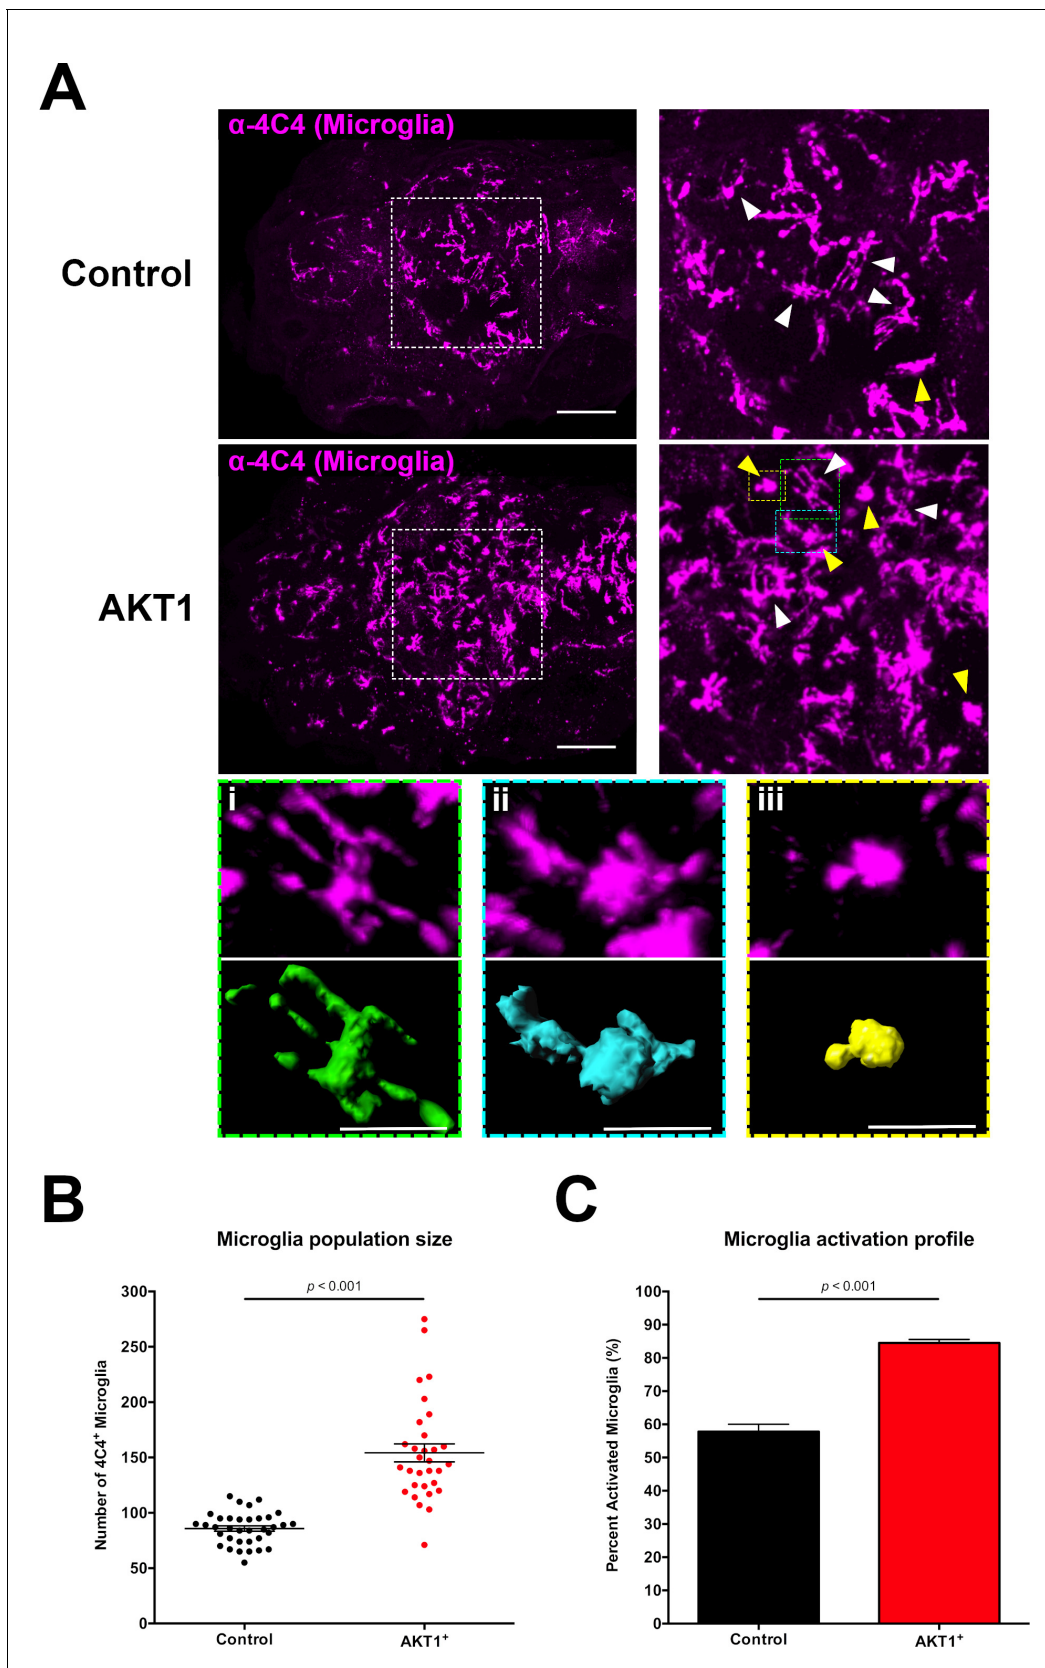 A
α-4C4 (Microglia)
Control
α-4C4 (Microglia)
AKT1
i
ii
iii
B
Microglia population size
p < 0.001
300
250
200
150
100
50
0
Number of 4C4⁺ Microglia
Control
AKT1⁺
C
Microglia activation profile
p < 0.001
100
90
80
70
60
50
40
30
20
10
0
Percent Activated Microglia (%)
Control
AKT1⁺